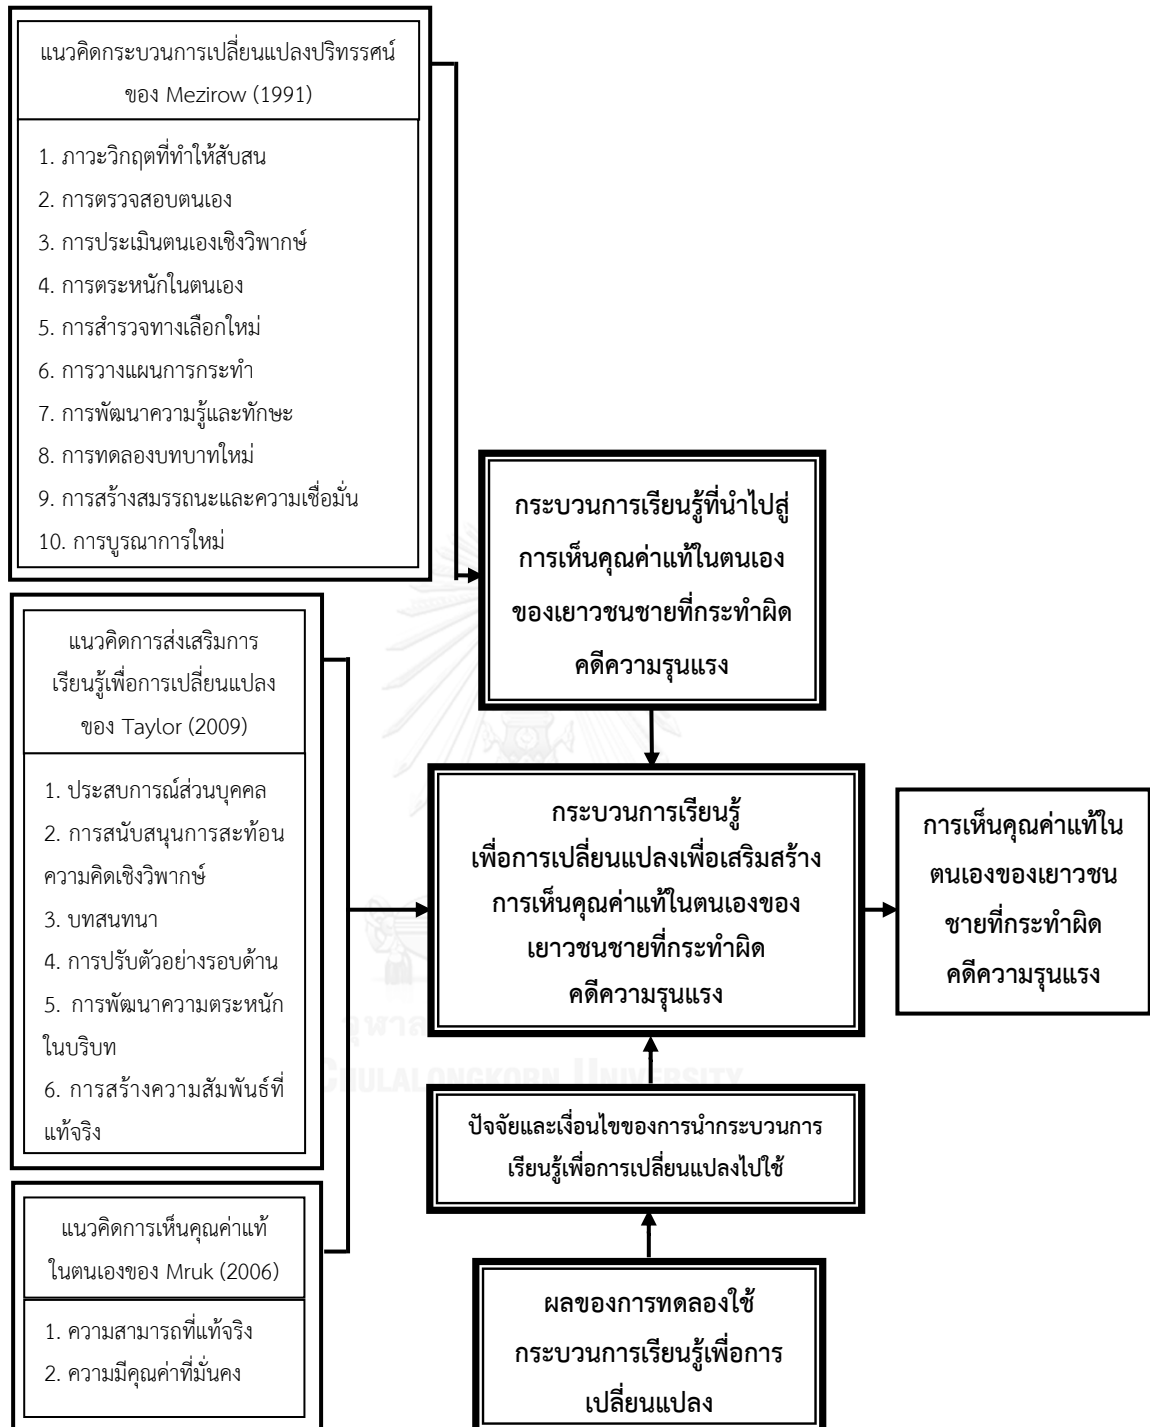 แนวคิดกระบวนการเปลี่ยนแปลงปริทรรศน์
ของ Mezirow (1991)
1. ภาวะวิกฤตที่ทำให้สับสน
2. การตรวจสอบตนเอง
3. การประเมินตนเองเชิงวิพากษ์
4. การตระหนักในตนเอง
5. การสำรวจทางเลือกใหม่
6. การวางแผนการกระทำ
7. การพัฒนาความรู้และทักษะ
8. การทดลองบทบาทใหม่
9. การสร้างสมรรถนะและความเชื่อมั่น
10. การบูรณาการใหม่
แนวคิดการส่งเสริมการ
เรียนรู้เพื่อการเปลี่ยนแปลง
ของ Taylor (2009)
1. ประสบการณ์ส่วนบุคคล
2. การสนับสนุนการสะท้อน
ความคิดเชิงวิพากษ์
3. บทสนทนา
4. การปรับตัวอย่างรอบด้าน
5. การพัฒนาความตระหนัก
ในบริบท
6. การสร้างความสัมพันธ์ที่
แท้จริง
แนวคิดการเห็นคุณค่าแท้
ในตนเองของ Mruk (2006)
1. ความสามารถที่แท้จริง
2. ความมีคุณค่าที่มั่นคง
กระบวนการเรียนรู้ที่นำไปสู่
การเห็นคุณค่าแท้ในตนเอง
ของเยาวชนชายที่กระทำผิด
คดีความรุนแรง
กระบวนการเรียนรู้
เพื่อการเปลี่ยนแปลงเพื่อเสริมสร้าง
การเห็นคุณค่าแท้ในตนเองของ
เยาวชนชายที่กระทำผิด
คดีความรุนแรง
การเห็นคุณค่าแท้ใน
ตนเองของเยาวชน
ชายที่กระทำผิด
คดีความรุนแรง
CHULALONGKORN UNIVERSITY
ปัจจัยและเงื่อนไขของการนำกระบวนการ
เรียนรู้เพื่อการเปลี่ยนแปลงไปใช้
ผลของการทดลองใช้
กระบวนการเรียนรู้เพื่อการ
เปลี่ยนแปลง